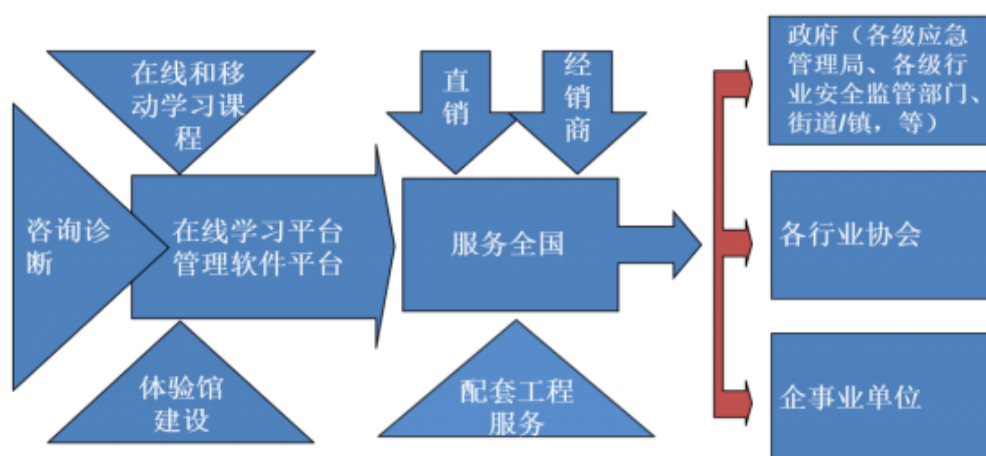 咨询诊
断
在线和移
动学习课
程
在线学习平台
管理软件平台
体验馆
建设
直
销
经
销
商
服务全国
配套工程
服务
政府（各级应急
管理局、各级行
业安全监管部门、
街道/镇，等）
各行业协会
企事业单位